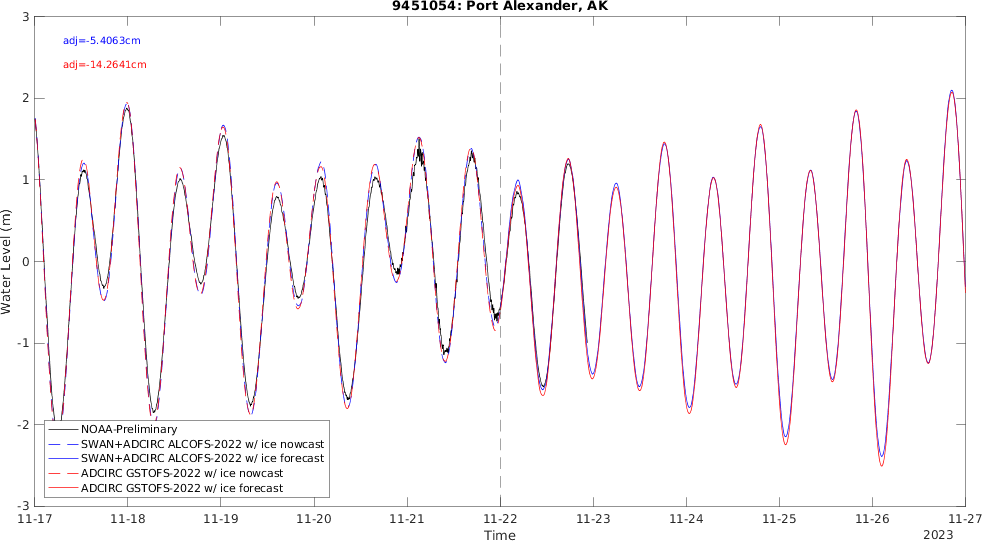 9451054: Port Alexander, AK
adj=-5.4063cm
adj=-14.2641cm
Water Level (m)
3
2
1
0
-1
-2
-3
NOAA-Preliminary
SWAN+ADCIRC ALCOFS-2022 w/ ice nowcast
SWAN+ADCIRC ALCOFS-2022 w/ ice forecast
ADCIRC GSTOFS-2022 w/ ice nowcast
ADCIRC GSTOFS-2022 w/ ice forecast
11-17 11-18 11-19 11-20 11-21 11-22 11-23 11-24 11-25 11-26 11-27
Time
2023